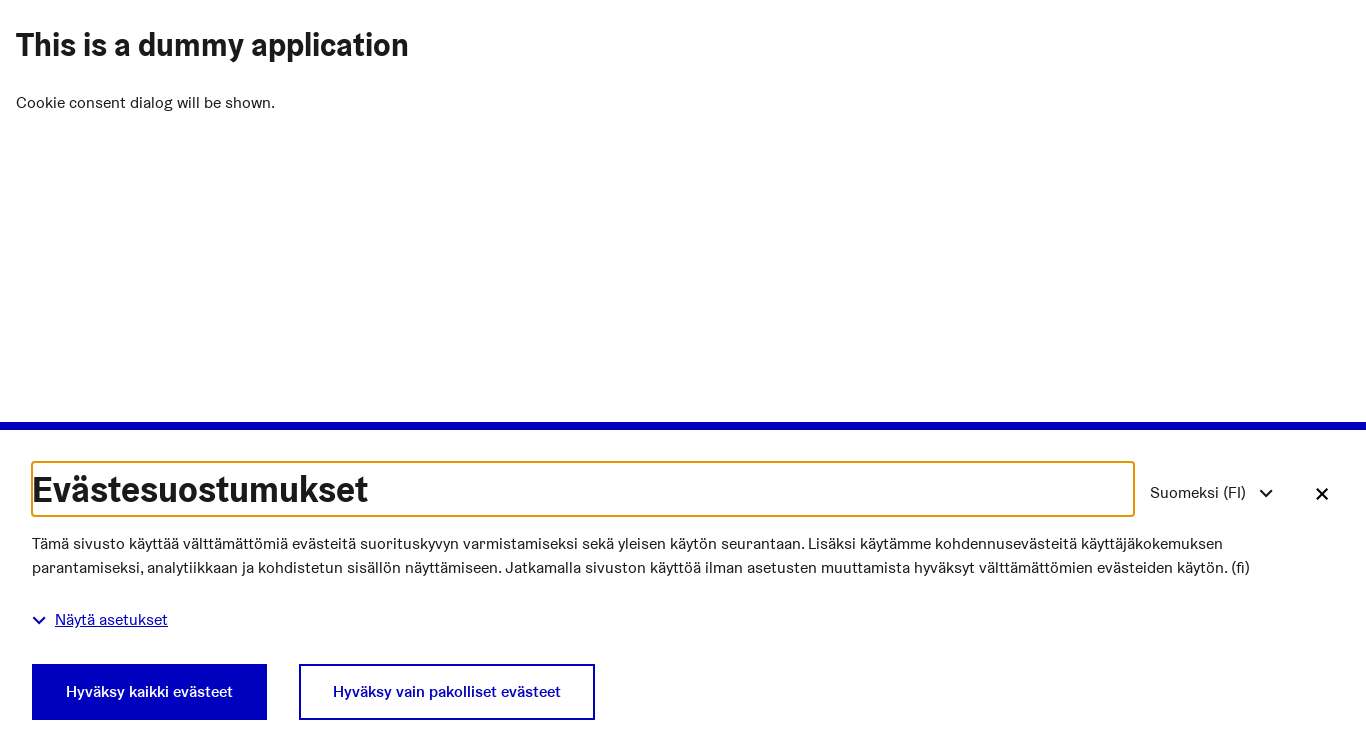 This is a dummy application
Cookie consent dialog will be shown.
Evästesuostumukset
Suomeksi (FI)
Tämä sivusto käyttää välttämättömiä evästeitä suorituskyvyn varmistamiseksi sekä yleisen käytön seurantaan. Lisäksi käytämme kohdennusevästeitä käyttäjäkokemuksen
parantamiseksi, analytiikkaan ja kohdistetun sisällön näyttämiseen. Jatkamalla sivuston käyttöä ilman asetusten muuttamista hyväksyt välttämättömien evästeiden käytön. (fi)
Näytä asetukset
Hyväksy kaikki evästeet
Hyväksy vain pakolliset evästeet